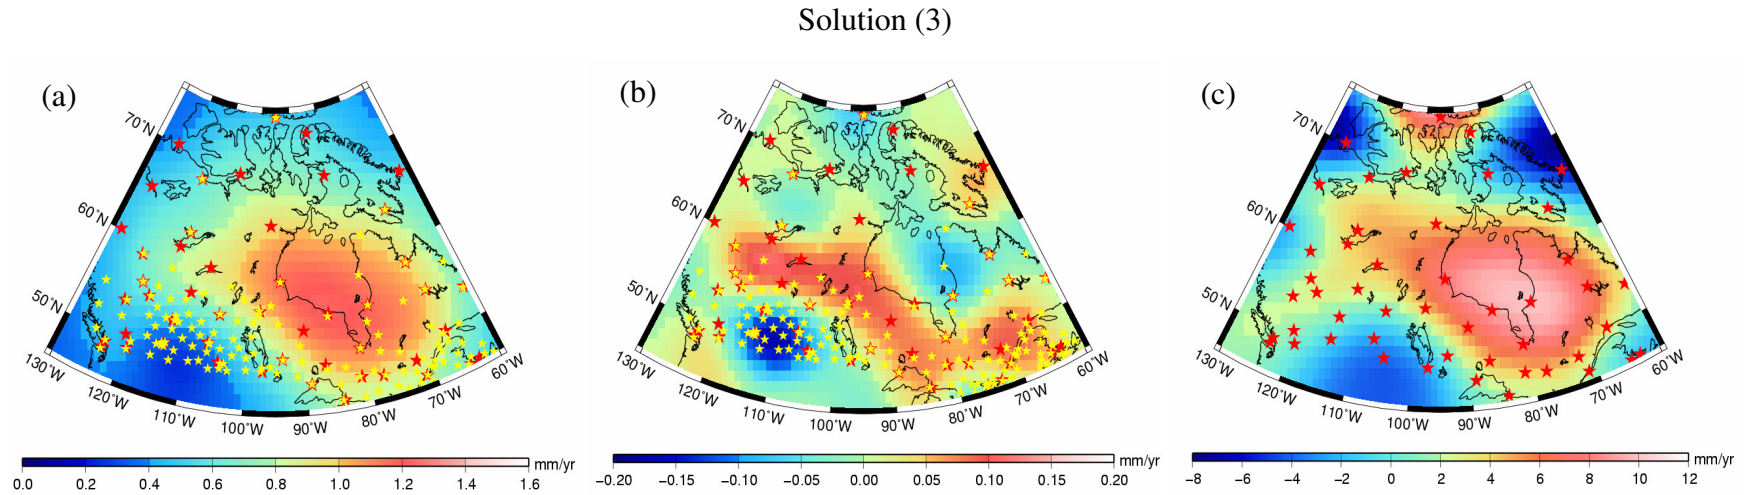 Solution (3)
(a)
70°N
60°N
50°N
130°W
120°W
110°W
100°W
90°W
80°W
70°W
60°W
0.0 0.2 0.4 0.6 0.8 1.0 1.2 1.4 1.6 mm/yr
(b)
70°N
60°N
50°N
130°W
120°W
110°W
100°W
90°W
80°W
70°W
60°W
−0.20 −0.15 −0.10 −0.05 0.00 0.05 0.10 0.15 0.20 mm/yr
(c)
70°N
60°N
50°N
130°W
120°W
110°W
100°W
90°W
80°W
70°W
60°W
−8 −6 −4 −2 0 2 4 6 8 10 12 mm/yr